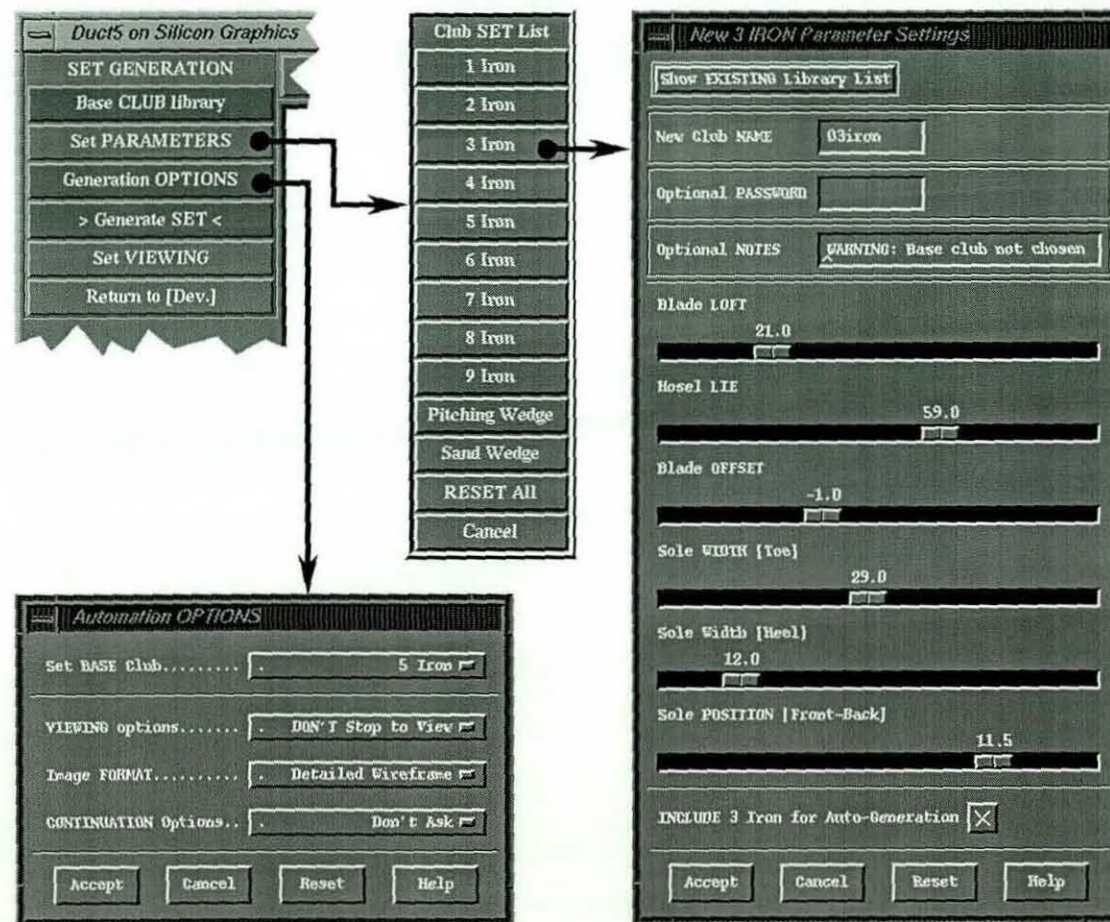 Duct5 on Silicon Graphics
SET GENERATION
Base CLUB library
Set PARAMETERS
Generation OPTIONS
> Generate SET <
Set VIEWING
Return to [Dev.]
Club SET List
1 Iron
2 Iron
3 Iron
4 Iron
5 Iron
6 Iron
7 Iron
8 Iron
9 Iron
Pitching Wedge
Sand Wedge
RESET All
Cancel
New 3 IRON Parameter Settings
Show EXISTING Library List
New Club NAME 03iron
Optional PASSWORD
Optional NOTES WARNING: Base club not chosen
Blade LOFT
21.0
Hosel LIE
59.0
Blade OFFSET
-1.0
Sole WIDTH [Toe]
29.0
Sole Width [Heel]
12.0
Sole POSITION [Front-Back]
11.5
INCLUDE 3 Iron for Auto-Generation
Accept Cancel Reset Help
Automation OPTIONS
Set BASE Club......... . 5 Iron
VIEWING options....... . DON'T Stop to View
Image FORMAT.......... . Detailed Wireframe
CONTINUATION Options.. . Don't Ask
Accept Cancel Reset Help